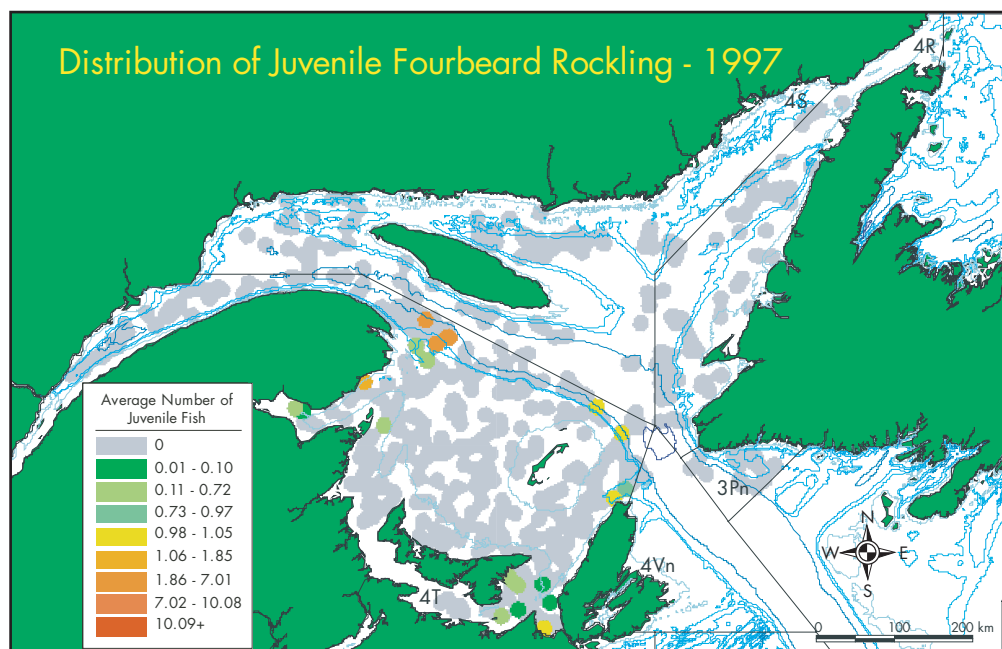 Distribution of Juvenile Fourbeard Rockling - 1997
4R
4S
Average Number of
Juvenile Fish
0
0.01 - 0.10
0.11 - 0.72
0.73 - 0.97
0.98 - 1.05
1.06 - 1.85
1.86 - 7.01
7.02 - 10.08
10.09+
3Pn
4Vn
4T
N
W
E
S
0 100 200 km